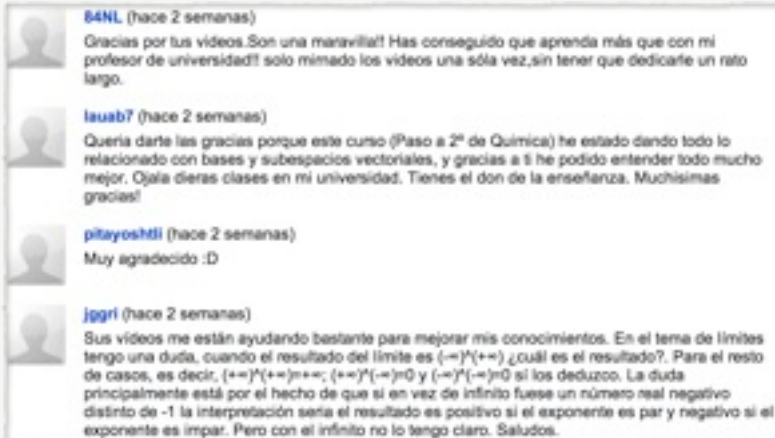 84NL (hace 2 semanas)
Gracias por tus videos.Son una maravilla!! Has conseguido que aprenda más que con mi
profesor de universidad!! solo mirnado los videos una sóla vez,sin tener que dedicarle un rato
largo.
lauab7 (hace 2 semanas)
Queria darte las gracias porque este curso (Paso a 2º de Quimica) he estado dando todo lo
relacionado con bases y subespacios vectoriales, y gracias a ti he podido entender todo mucho
mejor. Ojala dieras clases en mi universidad. Tienes el don de la enseñanza. Muchisimas
gracias!
pitayoshtli (hace 2 semanas)
Muy agradecido :D
jggri (hace 2 semanas)
Sus vídeos me están ayudando bastante para mejorar mis conocimientos. En el tema de límites
tengo una duda, cuando el resultado del límite es (-∞)^(+∞) ¿cuál es el resultado?. Para el resto
de casos, es decir, (+∞)^(+∞)=+∞; (+∞)^(-∞)=0 y (-∞)^(-∞)=0 sí los deduzco. La duda
principalmente está por el hecho de que si en vez de infinito fuese un número real negativo
distinto de -1 la interpretación seria el resultado es positivo si el exponente es par y negativo si el
exponente es impar. Pero con el infinito no lo tengo claro. Saludos.